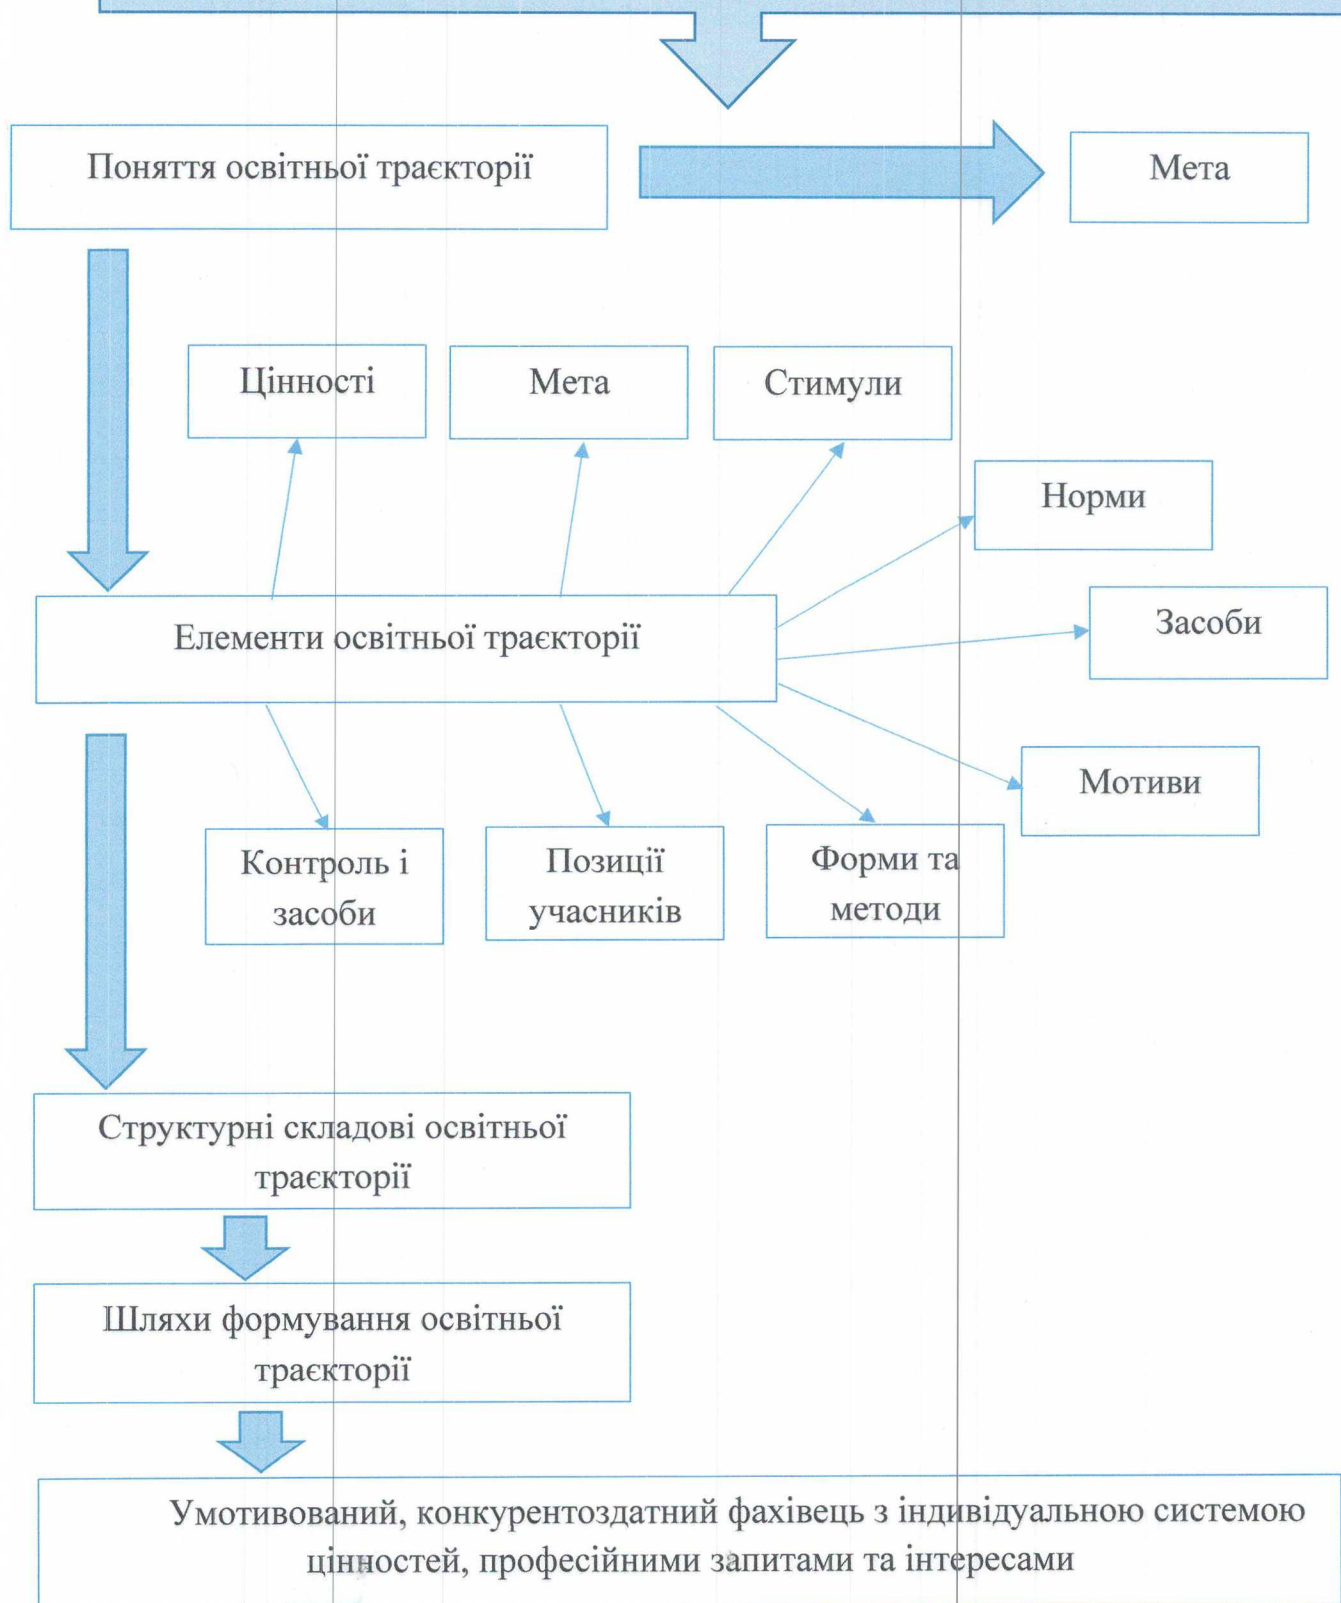 Поняття освітньої траєкторії
Мета
Цінності
Мета
Стимули
Норми
Засоби
Елементи освітньої траєкторії
Мотиви
Контроль і
засоби
Позиції
учасників
Форми та
методи
Структурні складові освітньої
траєкторії
Шляхи формування освітньої
траєкторії
Умотивований, конкурентоздатний фахівець з індивідуальною системою
цінностей, професійними запитами та інтересами